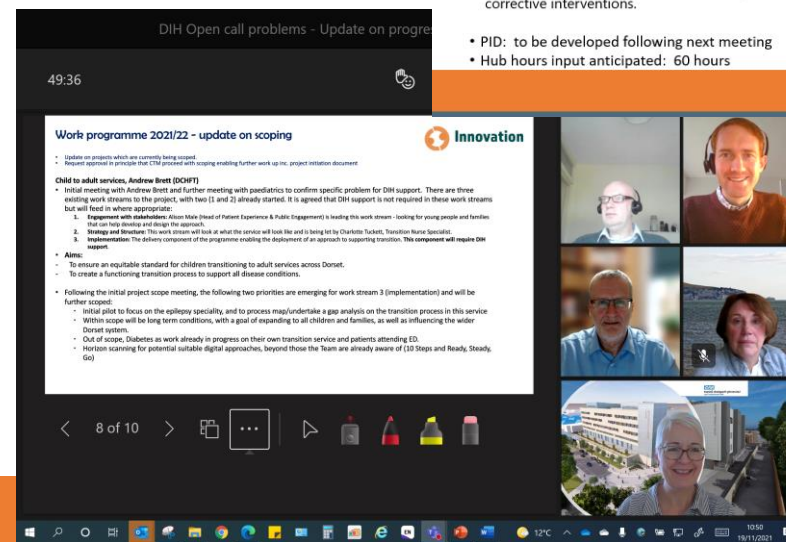 corrective interventions.
• PID: to be developed following next meeting
• Hub hours input anticipated: 60 hours
DIH Open call problems - Update on progre
49:36
Work programme 2021/22 - update on scoping
Innovation
• Update on projects which are currently being scoped.
• Request approval in principle that CTM proceed with scoping enabling further work up inc. project initiation document
Child to adult services, Andrew Brett (DCHFT)
• Initial meeting with Andrew Brett and further meeting with paediatrics to confirm specific problem for DIH support. There are three
existing work streams to the project, with two (1 and 2) already started. It is agreed that DIH support is not required in these work streams
but will feed in where appropriate:
1. Engagement with stakeholders: Alison Male (Head of Patient Experience & Public Engagement) is leading this work stream - looking for young people and families
that can help develop and design the approach.
2. Strategy and Structure: This work stream will look at what the service will look like and is being let by Charlotte Tuckett, Transition Nurse Specialist.
3. Implementation: The delivery component of the programme enabling the deployment of an approach to supporting transition. This component will require DIH
support.
• Aims:
- To ensure an equitable standard for children transitioning to adult services across Dorset.
- To create a functioning transition process to support all disease conditions.
• Following the initial project scope meeting, the following two priorities are emerging for work stream 3 (implementation) and will be
further scoped:
- Initial pilot to focus on the epilepsy speciality, and to process map/undertake a gap analysis on the transition process in this service
- Within scope will be long term conditions, with a goal of expanding to all children and families, as well as influencing the wider
Dorset system.
- Out of scope, Diabetes as work already in progress on their own transition service and patients attending ED.
- Horizon scanning for potential suitable digital approaches, beyond those the Team are already aware of (10 Steps and Ready, Steady,
Go)
8 of 10
12°C
10:50
19/11/2021